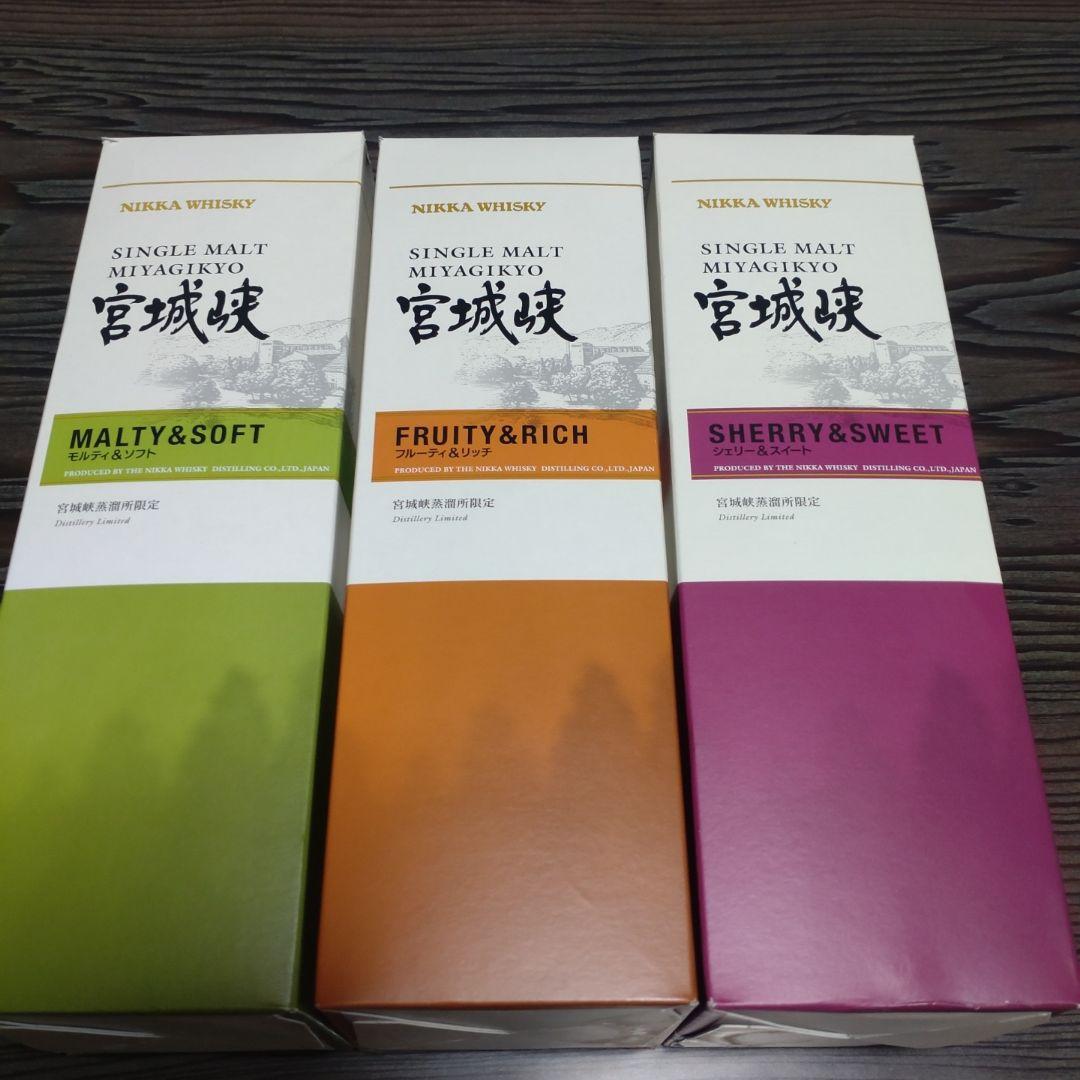 NIKKA WHISKY
SINGLE MALT
MIYAGIKYO
宮城峡
MALTY&SOFT
モルティ&ソフト
PRODUCED BY THE NIKKA WHISKY DISTILLING CO.,LTD.,JAPAN
宮城峡蒸溜所限定
Distillery Limited
NIKKA WHISKY
SINGLE MALT
MIYAGIKYO
宮城峡
FRUITY&RICH
フルーティ&リッチ
PRODUCED BY THE NIKKA WHISKY DISTILLING CO.,LTD.,JAPAN
宮城峡蒸溜所限定
Distillery Limited
NIKKA WHISKY
SINGLE MALT
MIYAGIKYO
宮城峡
SHERRY&SWEET
シェリー&スイート
PRODUCED BY THE NIKKA WHISKY DISTILLING CO.,LTD.,JAPAN
宮城峡蒸溜所限定
Distillery Limited